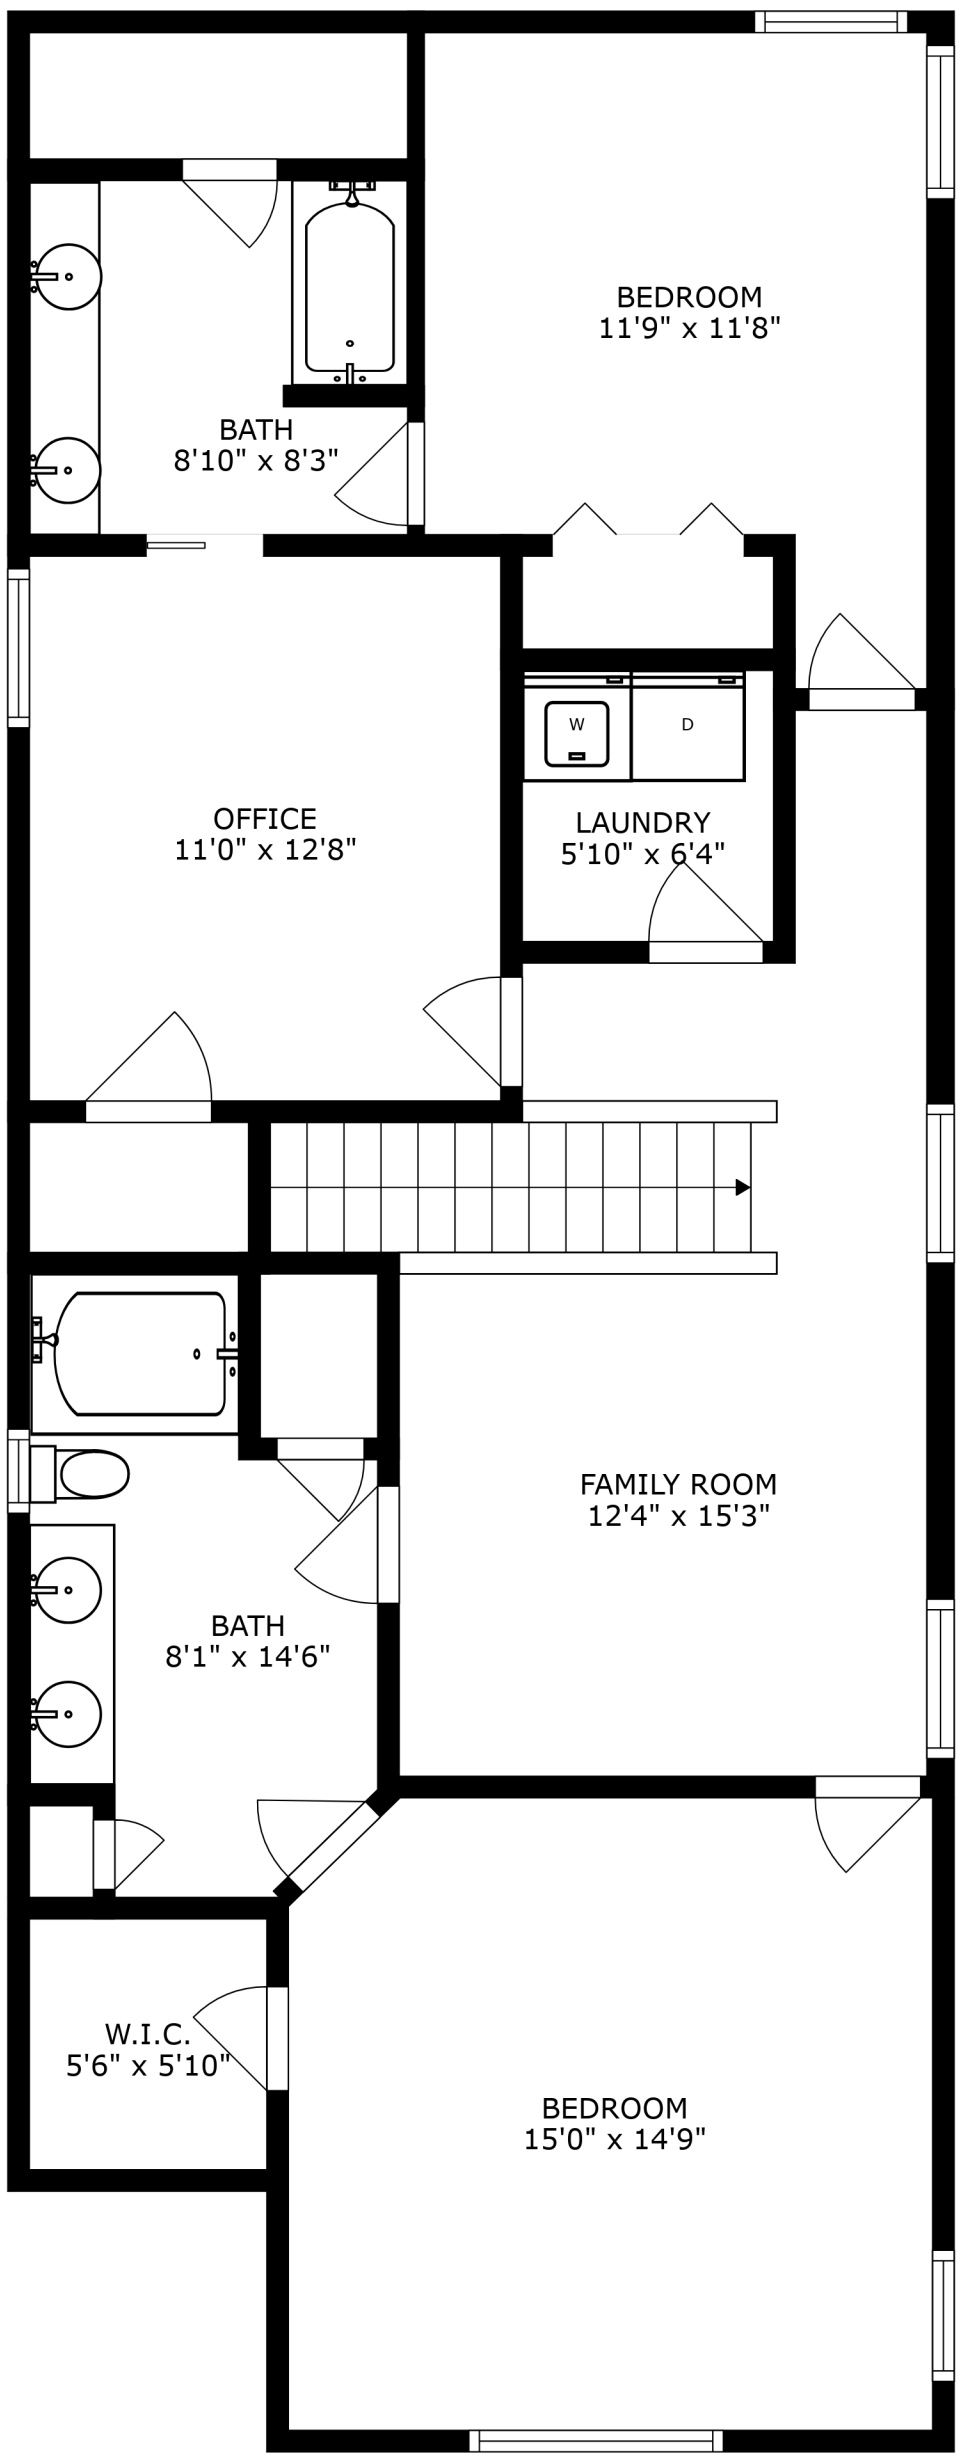 BEDROOM
11'9" x 11'8"
BATH
8'10" x 8'3"
W
D
OFFICE
11'0" x 12'8"
LAUNDRY
5'10" x 6'4"
FAMILY ROOM
12'4" x 15'3"
BATH
8'1" x 14'6"
W.I.C.
5'6" x 5'10"
BEDROOM
15'0" x 14'9"